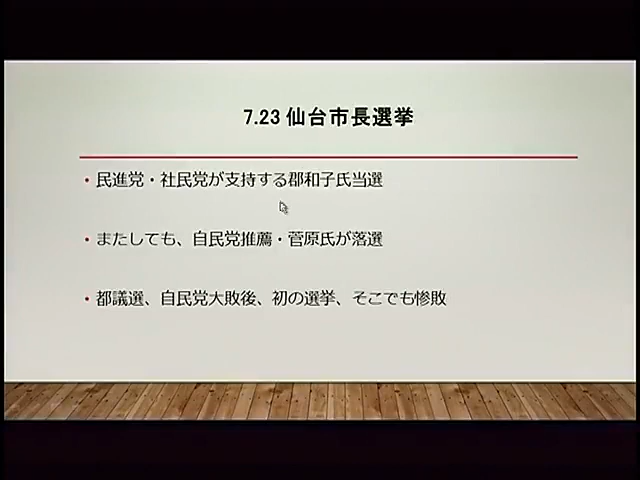 7.23 仙台市長選挙
• 民進党・社民党が支持する郡和子氏当選
• またしても、自民党推薦・菅原氏が落選
• 都議選、自民党大敗後、初の選挙、そこでも惨敗